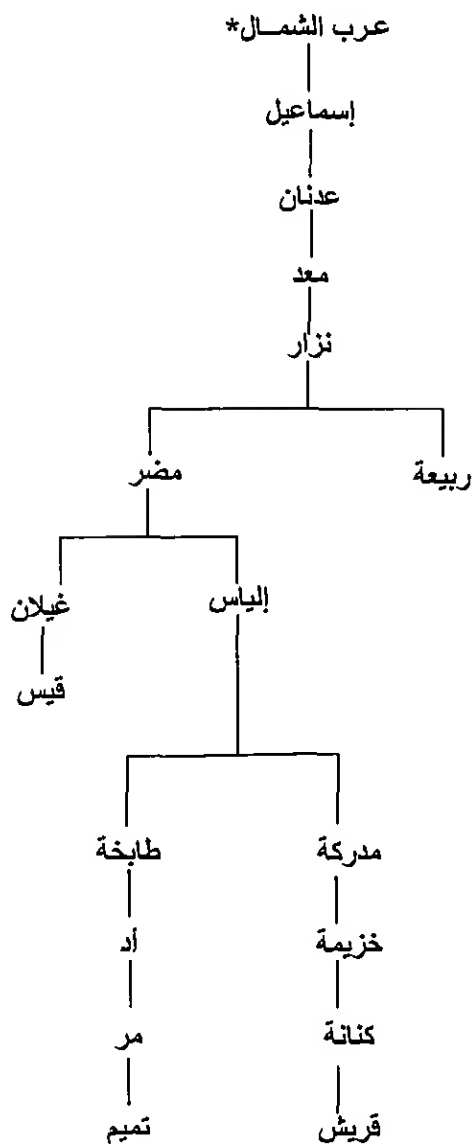 عرب الشمال*
إسماعيل
عدنان
معد
نزار
ربيعة مضر
إلياس غيلان
قيس
مدركة طابخة
خزيمة أد
كنانة مر
قريش تميم